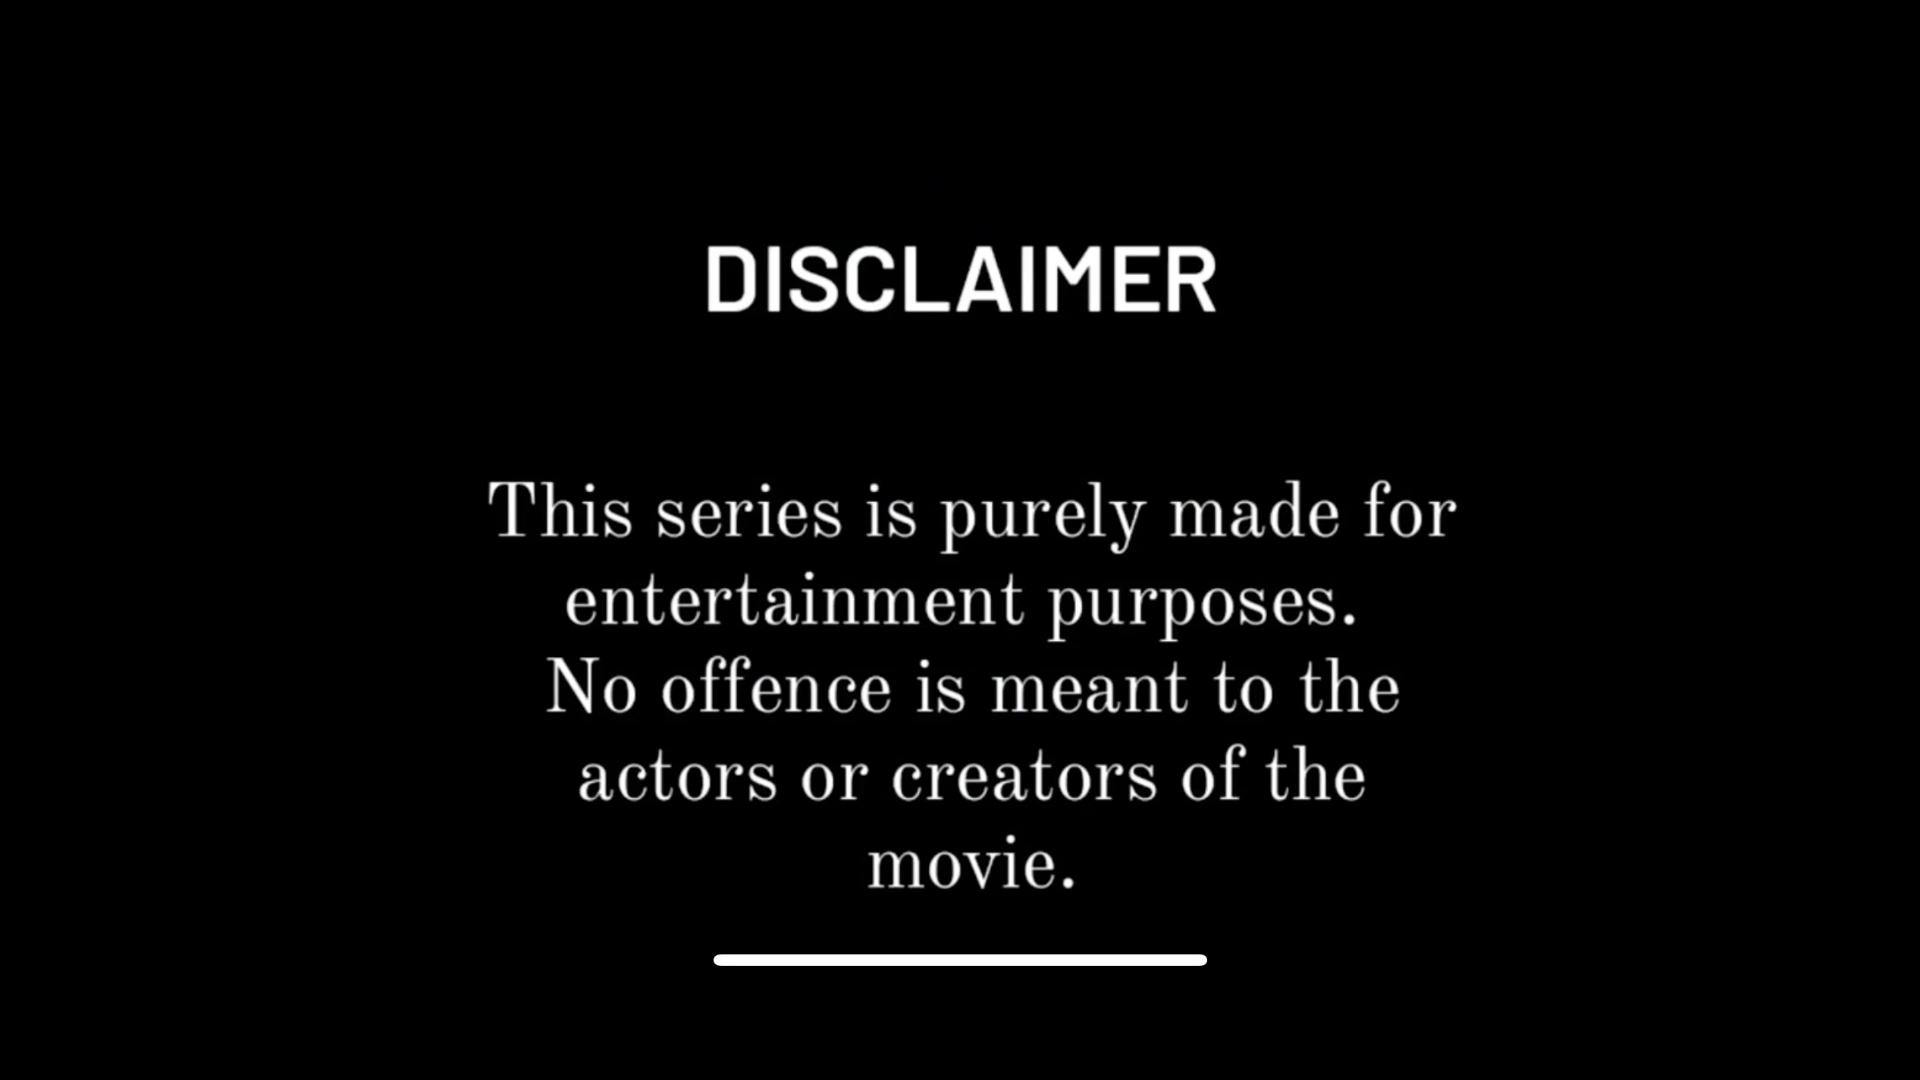 DISCLAIMER
This series is purely made for
entertainment purposes.
No offence is meant to the
actors or creators of the
movie.